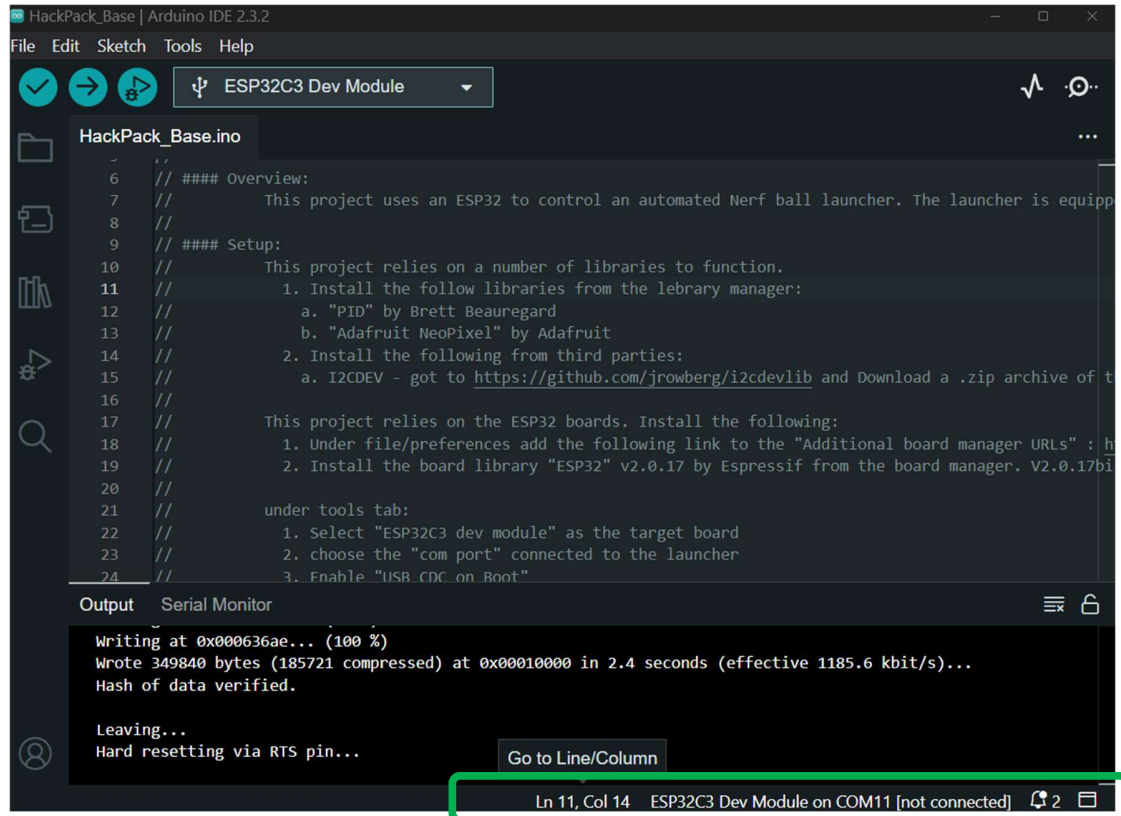 HackPack_Base | Arduino IDE 2.3.2
File Edit Sketch Tools Help
ESP32C3 Dev Module
HackPack_Base.ino
6 // #### Overview:
7 // This project uses an ESP32 to control an automated Nerf ball launcher. The launcher is equipp
8 //
9 // #### Setup:
10 // This project relies on a number of libraries to function.
11 // 1. Install the follow libraries from the lebrary manager:
12 // a. "PID" by Brett Beauregard
13 // b. "Adafruit NeoPixel" by Adafruit
14 // 2. Install the following from third parties:
15 // a. I2CDEV - got to https://github.com/jrowberg/i2cdevlib and Download a .zip archive of t
16 //
17 // This project relies on the ESP32 boards. Install the following:
18 // 1. Under file/preferences add the following link to the "Additional board manager URLs" : h
19 // 2. Install the board library "ESP32" v2.0.17 by Espressif from the board manager. V2.0.17bi
20 //
21 // under tools tab:
22 // 1. Select "ESP32C3 dev module" as the target board
23 // 2. choose the "com port" connected to the launcher
24 // 3. Enable "USB CDC on Boot"
Output Serial Monitor
Writing at 0x000636ae... (100 %)
Wrote 349840 bytes (185721 compressed) at 0x00010000 in 2.4 seconds (effective 1185.6 kbit/s)...
Hash of data verified.
Leaving...
Hard resetting via RTS pin...
Go to Line/Column
Ln 11, Col 14 ESP32C3 Dev Module on COM11 [not connected] 2